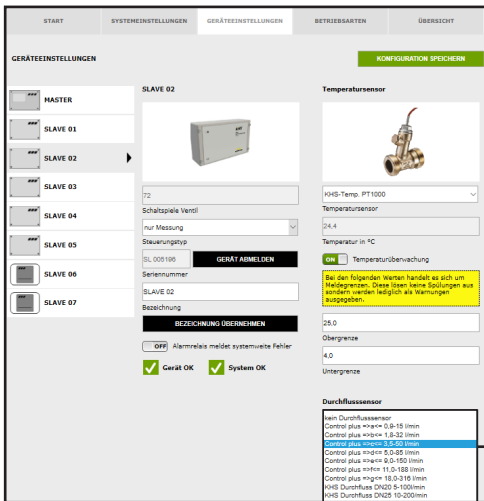 START
SYSTEMEINSTELLUNGEN
GERÄTEEINSTELLUNGEN
BETRIEBSARTEN
ÜBERSICHT
GERÄTEEINSTELLUNGEN
KONFIGURATION SPEICHERN
MASTER
SLAVE 01
SLAVE 02
SLAVE 03
SLAVE 04
SLAVE 05
SLAVE 06
SLAVE 07
SLAVE 02
72
Schaltspiele Ventil
nur Messung
Steuerungstyp
SL 005196
GERÄT ABMELDEN
Seriennummer
SLAVE 02
Bezeichnung
BEZEICHNUNG ÜBERNEHMEN
OFF Alarmrelais meldet systemweite Fehler
Gerät OK
System OK
Temperatursensor
KHS-Temp. PT1000
Temperatursensor
24,4
Temperatur in °C
ON Temperaturüberwachung
Bei den folgenden Werten handelt es sich um
Meldegrenzen. Diese lösen keine Spülungen aus
sondern werden lediglich als Warnungen
ausgegeben.
25,0
Obergrenze
4,0
Untergrenze
Durchflusssensor
kein Durchflusssensor
Control plus =>a<= 0,9-15 l/min
Control plus =>b<= 1,8-32 l/min
Control plus =>c<= 3,5-50 l/min
Control plus =>d<= 5,0-85 l/min
Control plus =>e<= 9,0-150 l/min
Control plus =>f<= 11,0-188 l/min
Control plus =>g<= 18,0-316 l/min
KHS Durchfluss DN20 5-100l/min
KHS Durchfluss DN25 10-200l/min